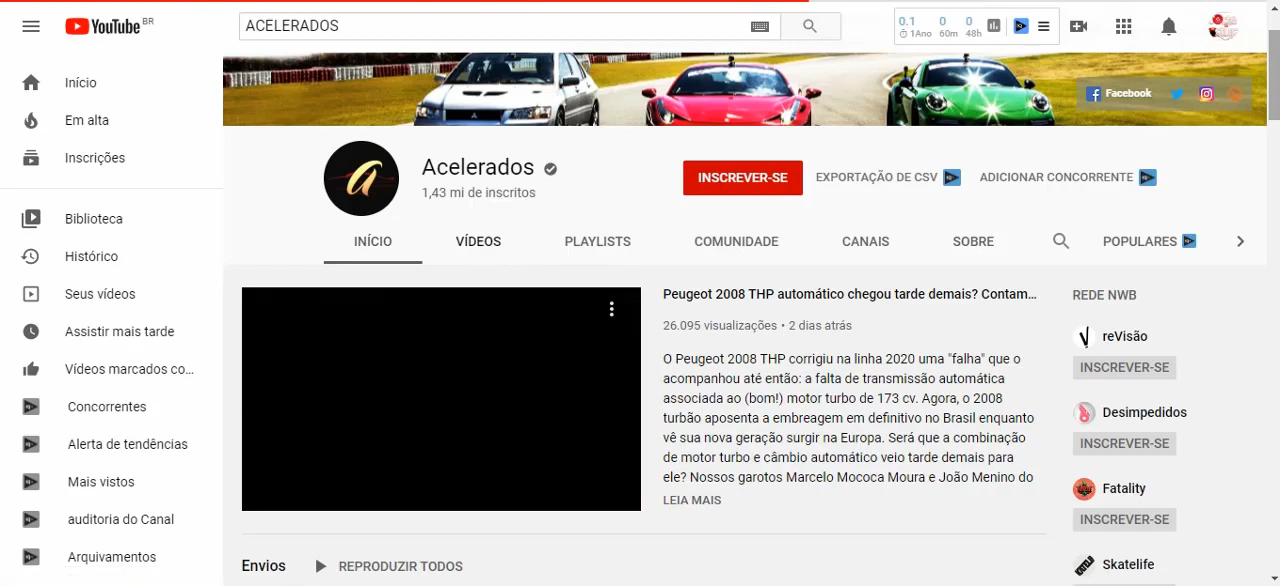 YouTube BR
ACELERADOS
0.1 0 0
1Ano 60m 48h
Início
Em alta
Inscrições
Biblioteca
Histórico
Seus vídeos
Assistir mais tarde
Vídeos marcados co...
Concorrentes
Alerta de tendências
Mais vistos
auditoria do Canal
Arquivamentos
Facebook
Acelerados
1,43 mi de inscritos
INSCREVER-SE
EXPORTAÇÃO DE CSV
ADICIONAR CONCORRENTE
INÍCIO VÍDEOS PLAYLISTS COMUNIDADE CANAIS SOBRE POPULARES
Peugeot 2008 THP automático chegou tarde demais? Contam...
26.095 visualizações • 2 dias atrás
O Peugeot 2008 THP corrigiu na linha 2020 uma "falha" que o
acompanhou até então: a falta de transmissão automática
associada ao (bom!) motor turbo de 173 cv. Agora, o 2008
turbão aposenta a embreagem em definitivo no Brasil enquanto
vê sua nova geração surgir na Europa. Será que a combinação
de motor turbo e câmbio automático veio tarde demais para
ele? Nossos garotos Marcelo Mococa Moura e João Menino do
LEIA MAIS
REDE NWB
reVisão
INSCREVER-SE
Desimpedidos
INSCREVER-SE
Fatality
INSCREVER-SE
Skatelife
Envios
REPRODUZIR TODOS